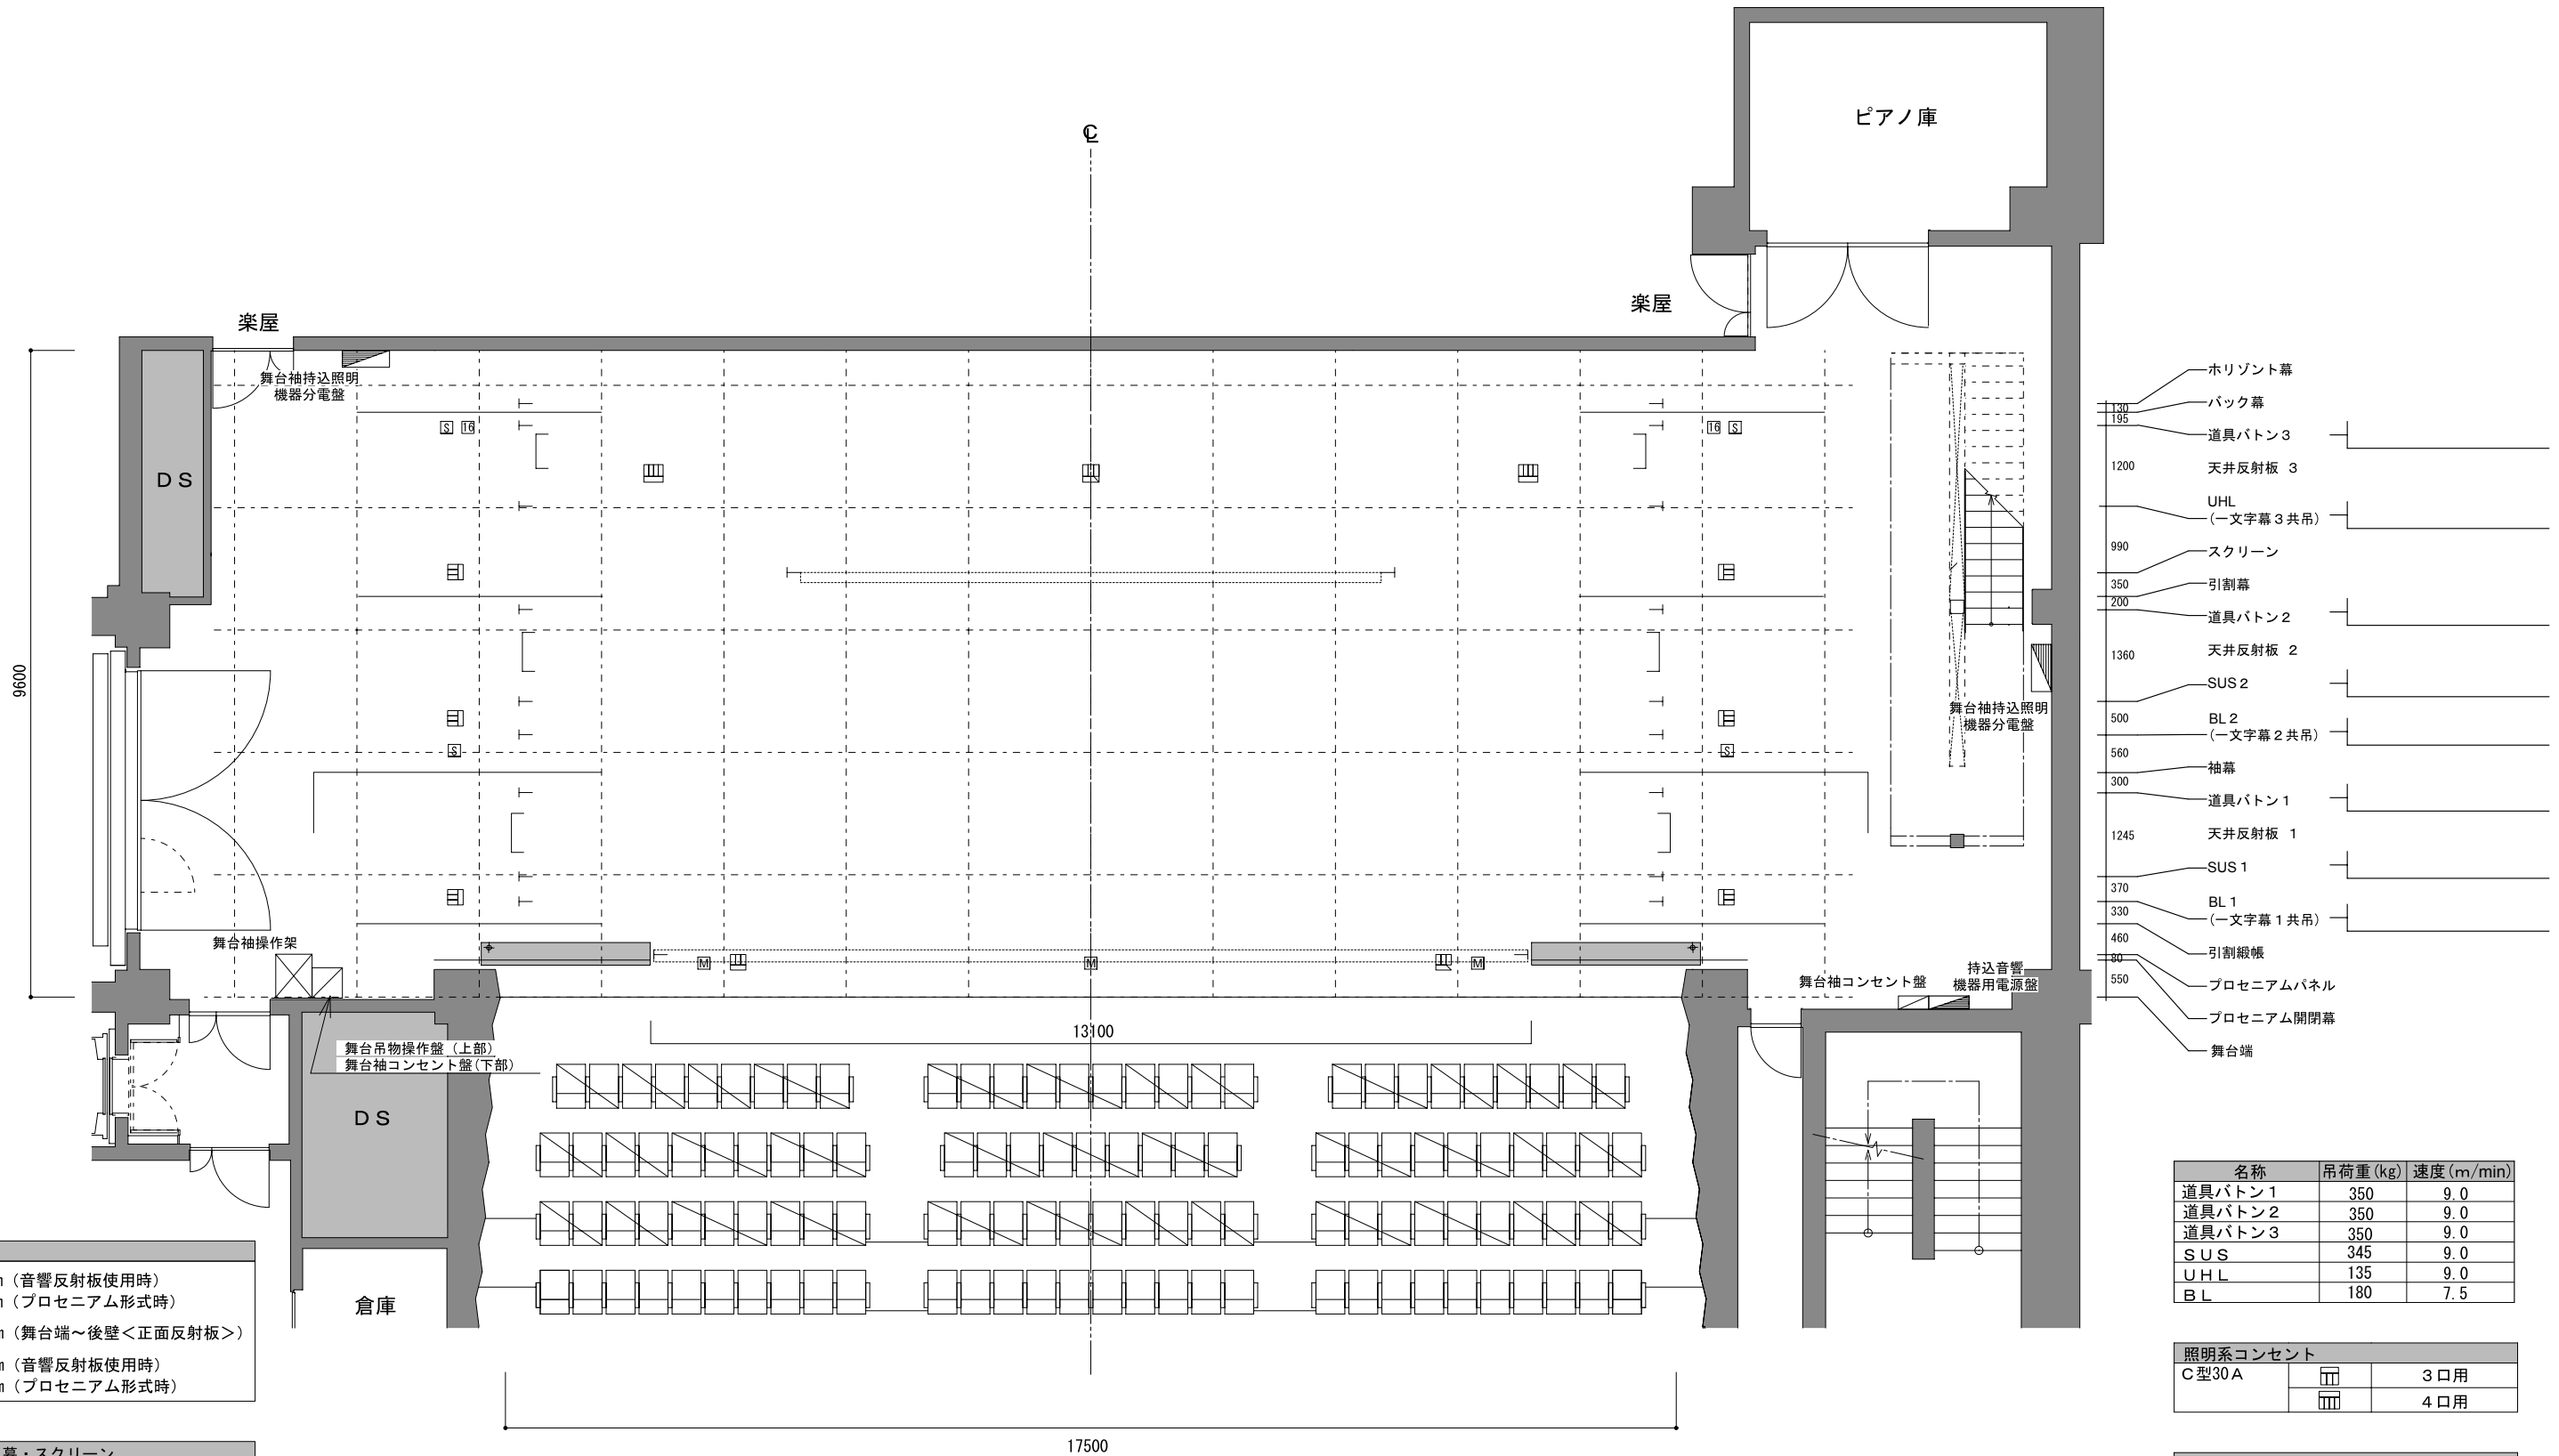 ピアノ庫
楽屋
楽屋
舞台袖持込照明
機器分電盤
S
16
16
S
DS
9600
S
S
舞台袖持込照明
機器分電盤
舞台袖操作架
M
M
M
舞台袖コンセント盤
持込音響
機器用電源盤
13100
舞台吊物操作盤(上部)
舞台袖コンセント盤(下部)
DS
倉庫
17500
ホリゾント幕
130
バック幕
195
道具バトン3
1200
天井反射板 3
UHL
(一文字幕3共吊)
990
スクリーン
350
引割幕
200
道具バトン2
1360
天井反射板 2
SUS2
500
BL2
(一文字幕2共吊)
560
袖幕
300
道具バトン1
1245
天井反射板 1
SUS1
370
BL1
330
(一文字幕1共吊)
460
引割緞帳
80
550
プロセニアムパネル
プロセニアム開閉幕
舞台端
名称 吊荷重(kg) 速度(m/min)
道具バトン1 350 9.0
道具バトン2 350 9.0
道具バトン3 350 9.0
SUS 345 9.0
UHL 135 9.0
BL 180 7.5
照明系コンセント
C型30A 3口用
4口用
(音響反射板使用時)
(プロセニアム形式時)
(舞台端～後壁<正面反射板>)
(音響反射板使用時)
(プロセニアム形式時)
幕・スクリーン